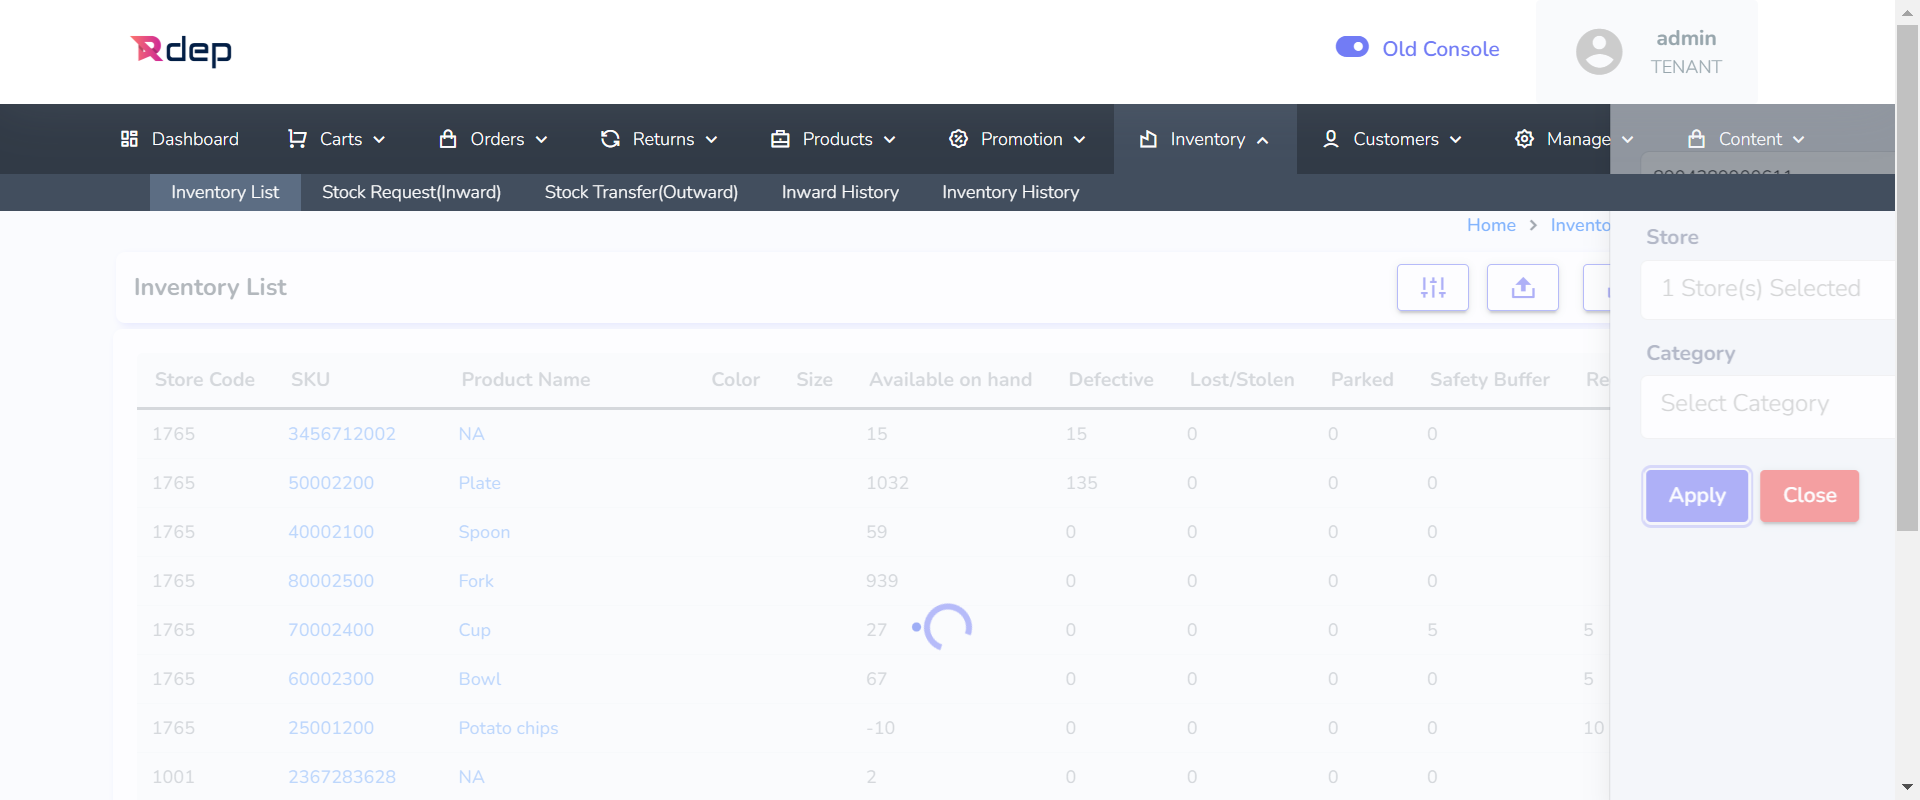 Rdep
Old Console
admin
TENANT
Dashboard Carts Orders Returns Products Promotion Inventory Customers Manage Content
Inventory List Stock Request(Inward) Stock Transfer(Outward) Inward History Inventory History
Home > Invento
Store
Inventory List
1 Store(s) Selected
Category
Store Code SKU Product Name Color Size Available on hand Defective Lost/Stolen Parked Safety Buffer Re
Select Category
1765 3456712002 NA 15 15 0 0 0
1765 50002200 Plate 1032 135 0 0 0
Apply Close
1765 40002100 Spoon 59 0 0 0 0
1765 80002500 Fork 939 0 0 0 0
1765 70002400 Cup 27 0 0 0 5 5
1765 60002300 Bowl 67 0 0 0 0 5
1765 25001200 Potato chips -10 0 0 0 0 10
1001 2367283628 NA 2 0 0 0 0